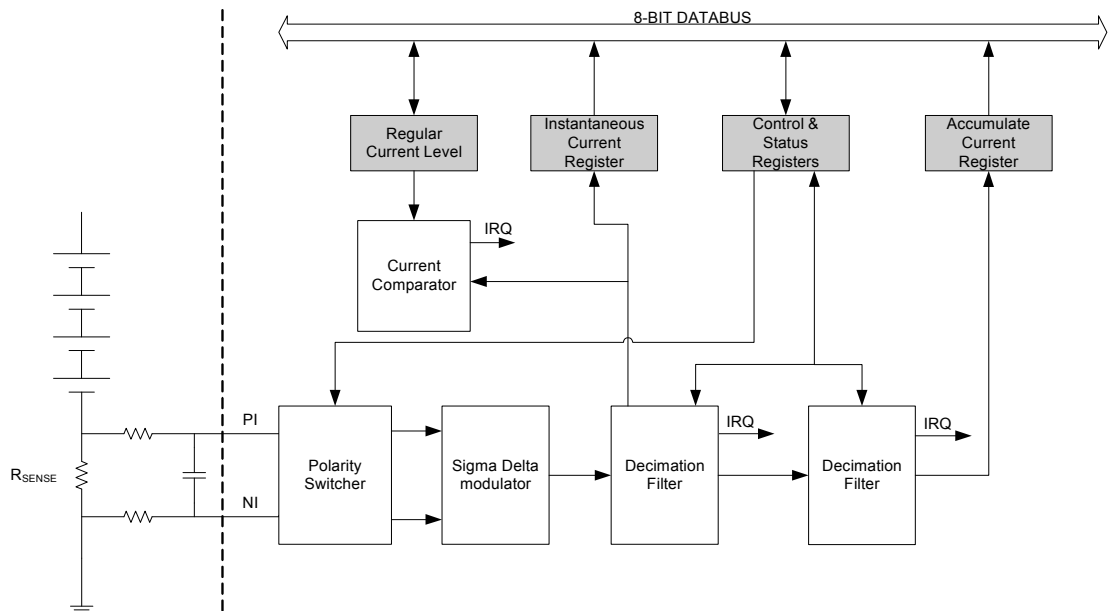 8-BIT DATABUS
Regular
Current Level
Instantaneous
Current
Register
Control &
Status
Registers
Accumulate
Current
Register
IRQ
Current
Comparator
PI
IRQ
IRQ
RSENSE
Polarity
Switcher
Sigma Delta
modulator
Decimation
Filter
Decimation
Filter
NI